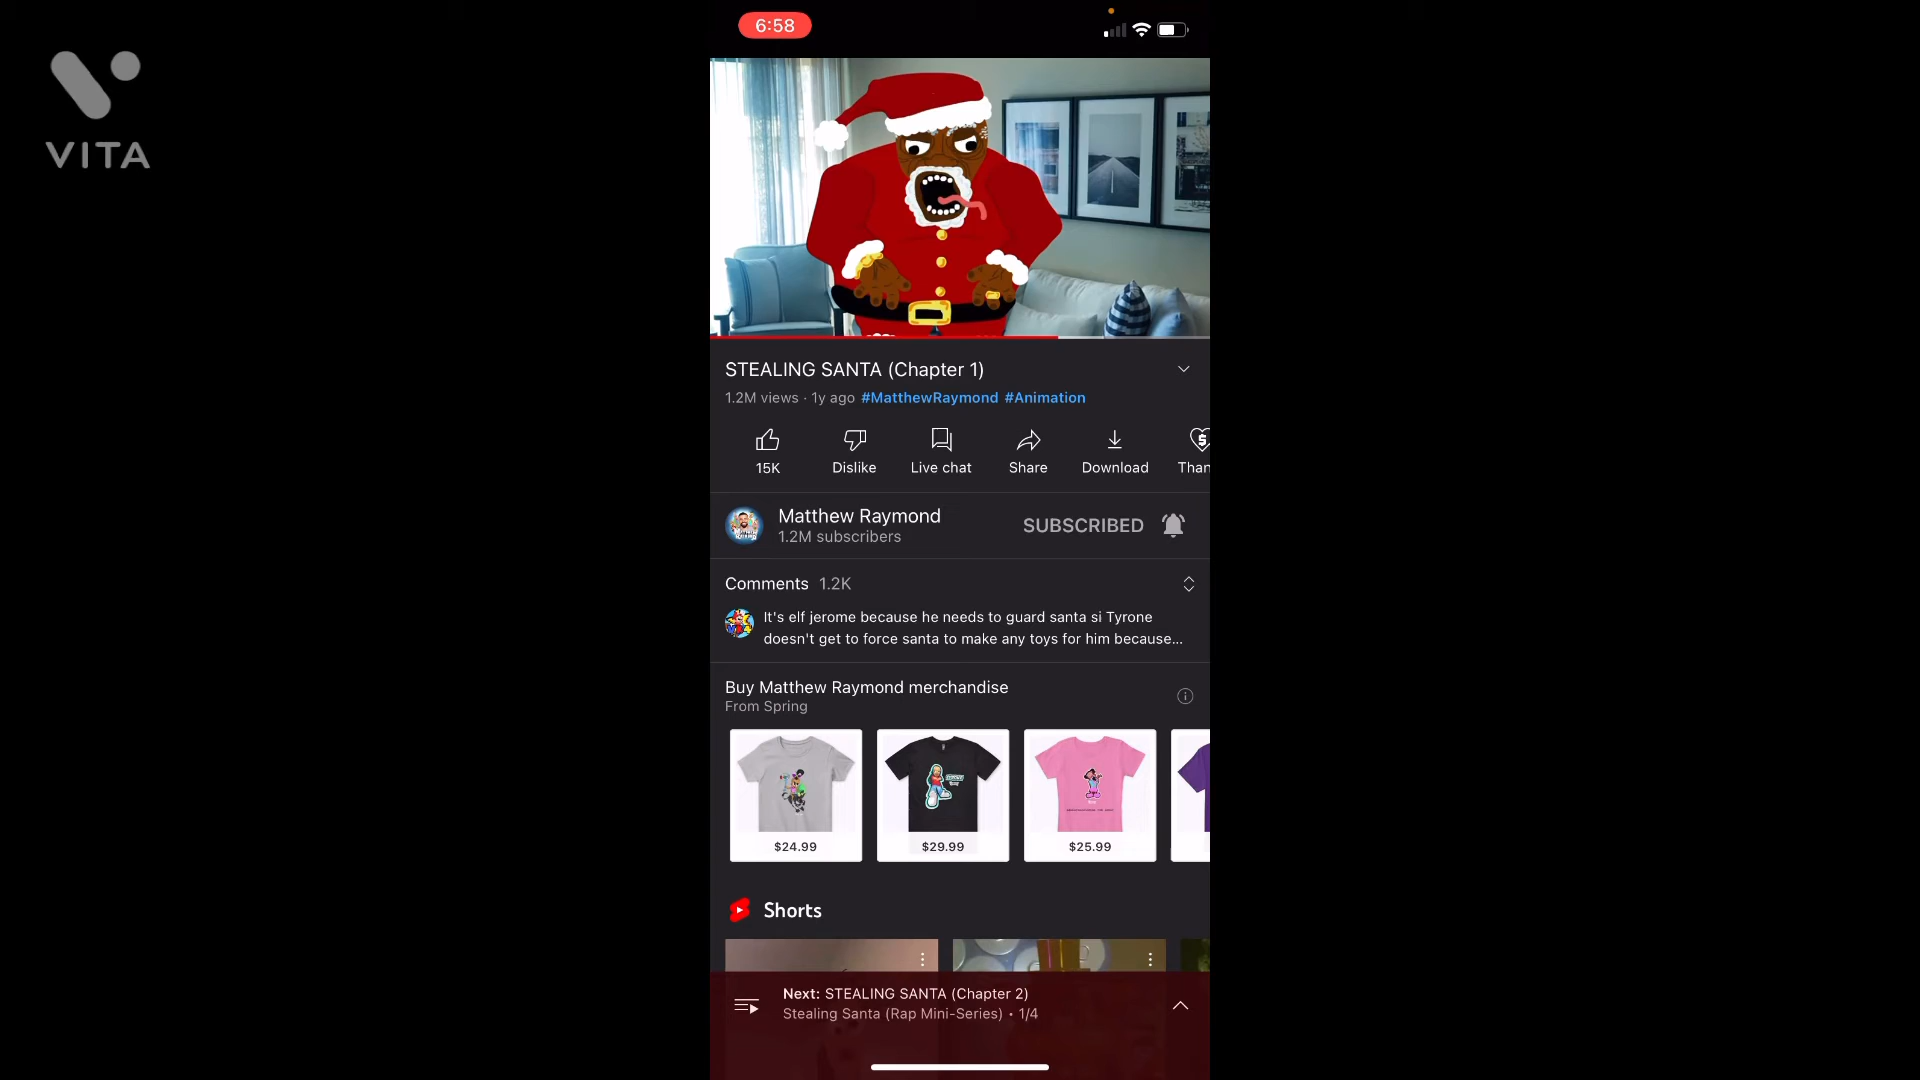 VITA
6:58
STEALING SANTA (Chapter 1)
1.2M views · 1y ago #MatthewRaymond #Animation
15K
Dislike
Live chat
Share
Download
Than
Matthew Raymond
1.2M subscribers
SUBSCRIBED
Comments 1.2K
It's elf jerome because he needs to guard santa si Tyrone
doesn't get to force santa to make any toys for him because...
Buy Matthew Raymond merchandise
From Spring
$24.99
$29.99
$25.99
Shorts
Next: STEALING SANTA (Chapter 2)
Stealing Santa (Rap Mini-Series) • 1/4